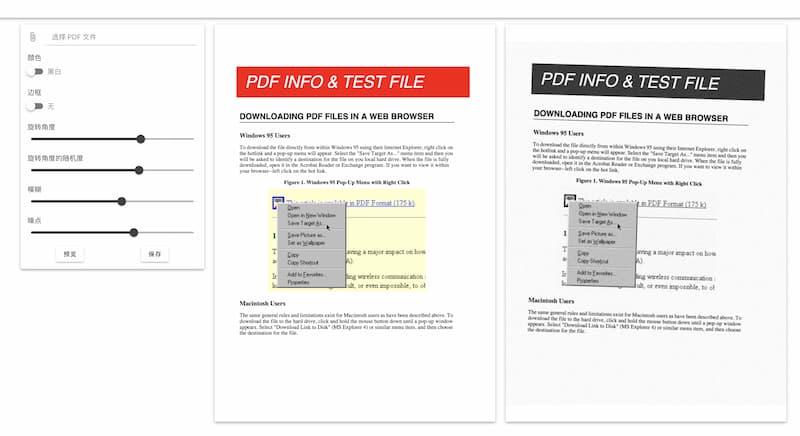 选择 PDF 文件
颜色
黑白
边框
无
旋转角度
旋转角度的随机度
模糊
噪点
预览
保存
PDF INFO & TEST FILE
DOWNLOADING PDF FILES IN A WEB BROWSER
Windows 95 Users
To download the file directly from within Windows 95 using their Internet Explorer, right click on
the hotlink and a pop-up menu will appear. Select the "Save Target As..." menu item and then you
will be asked to identify a destination for the file on you local hard drive. When the file is fully
downloaded, open it in the Acrobat Reader or Exchange program. If you want to view it within
your browser--left click on the hot link.
Figure 1. Windows 95 Pop-Up Menu with Right Click
This article is available in PDF Format (175 k).
Open
Open in New Window
Save Target As...
Save Picture as...
Set as Wallpaper
Copy
Copy Shortcut
Add to Favorites...
Properties
1
aving a major impact on how
A).
ing wireless communication
ult, or even impossible, to of
Macintosh Users
The same general rules and limitations exist for Macintosh users as have been described above. To
download the file to the hard drive, click and hold the mouse button down until a pop-up window
appears. Select "Download Link to Disk" (MS Explorer 4) or similar menu item, and then choose
the destination for the file.
PDF INFO & TEST FILE
DOWNLOADING PDF FILES IN A WEB BROWSER
Windows 95 Users
To download the file directly from within Windows 95 using their Internet Explorer, right click on
the hotlink and a pop-up menu will appear. Select the "Save Target As..." menu item and then you
will be asked to identify a destination for the file on you local hard drive. When the file is fully
downloaded, open it in the Acrobat Reader or Exchange program. If you want to view it within
your browser--left click on the hot link.
Figure 1. Windows 95 Pop-Up Menu with Right Click
This article is available in PDF Format (175 k).
Open
Open in New Window
Save Target As...
Save Picture as...
Set as Wallpaper
Copy
Copy Shortcut
Add to Favorites...
Properties
1
aving a major impact on how
A).
ing wireless communication
ult, or even impossible, to of
Macintosh Users
The same general rules and limitations exist for Macintosh users as have been described above. To
download the file to the hard drive, click and hold the mouse button down until a pop-up window
appears. Select "Download Link to Disk" (MS Explorer 4) or similar menu item, and then choose
the destination for the file.